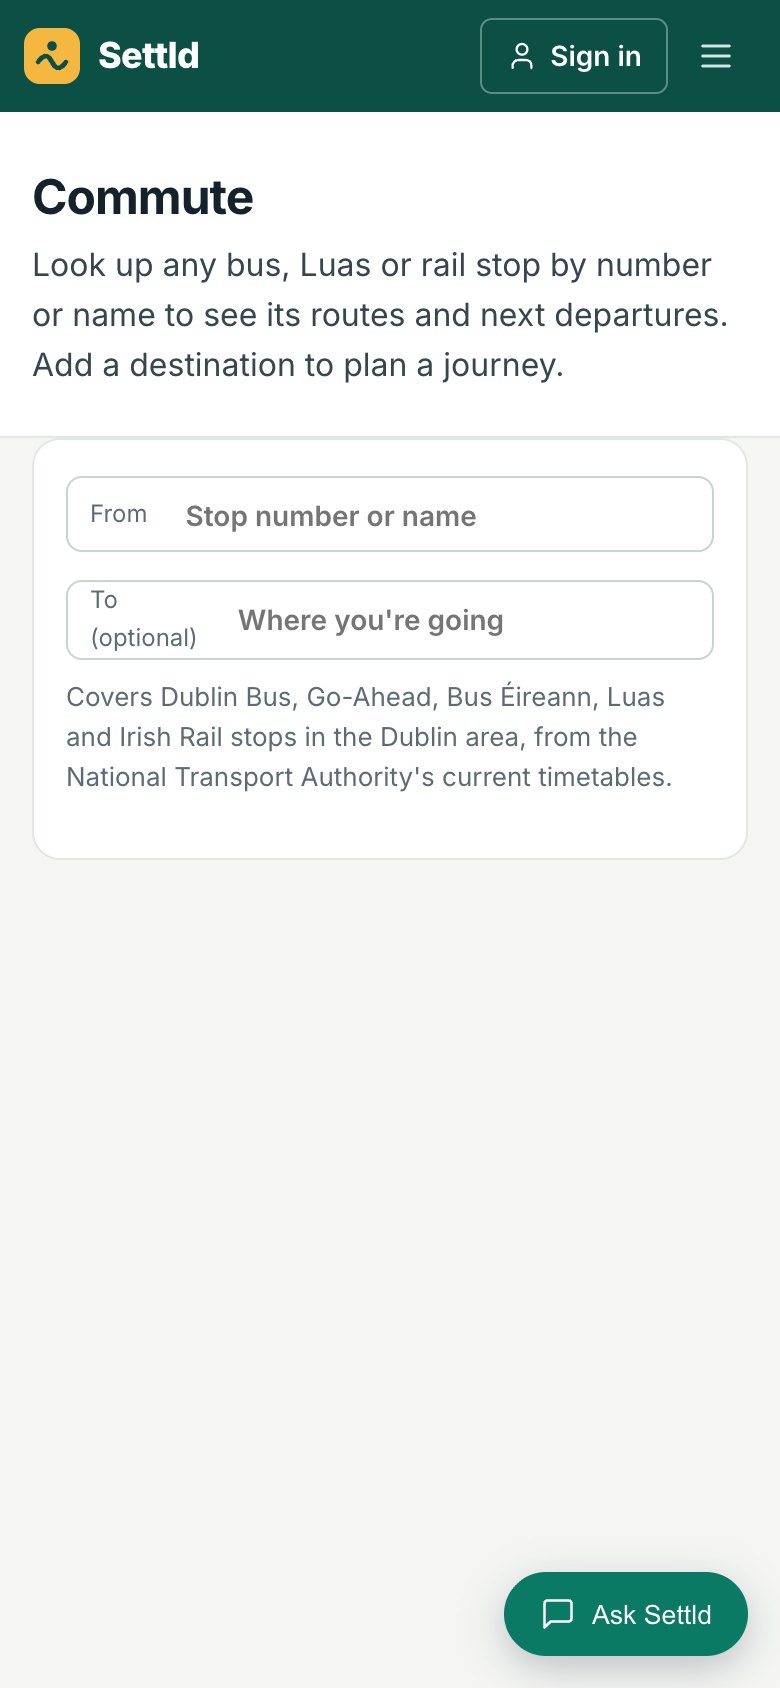 Settld
Sign in
Commute
Look up any bus, Luas or rail stop by number
or name to see its routes and next departures.
Add a destination to plan a journey.
From
Stop number or name
To
(optional)
Where you're going
Covers Dublin Bus, Go-Ahead, Bus Éireann, Luas
and Irish Rail stops in the Dublin area, from the
National Transport Authority's current timetables.
Ask Settld